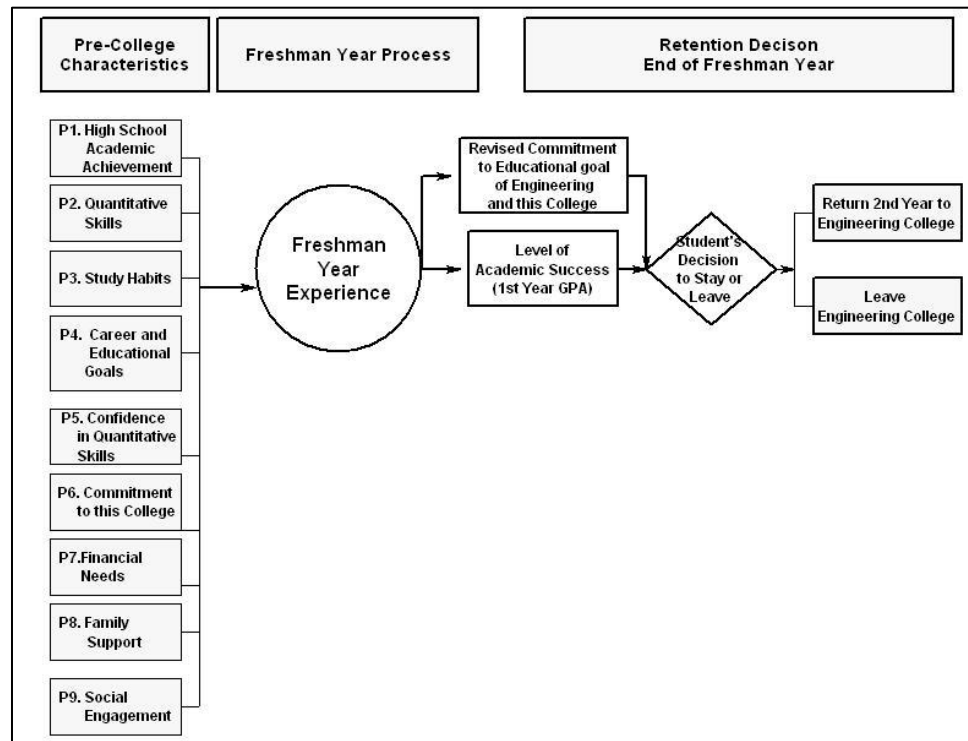 Pre-College
Characteristics
Freshman Year Process
Retention Decison
End of Freshman Year
P1. High School
Academic
Achievement
P2. Quantitative
Skills
P3. Study Habits
P4. Career and
Educational
Goals
P5. Confidence
in Quantitative
Skills
P6. Commitment
to this College
P7.Financial
Needs
P8. Family
Support
P9. Social
Engagement
Freshman
Year
Experience
Revised Commitment
to Educational goal
of Engineering
and this College
Level of
Academic Success
(1st Year GPA)
Student's
Decision
to Stay or
Leave
Return 2nd Year to
Engineering College
Leave
Engineering College